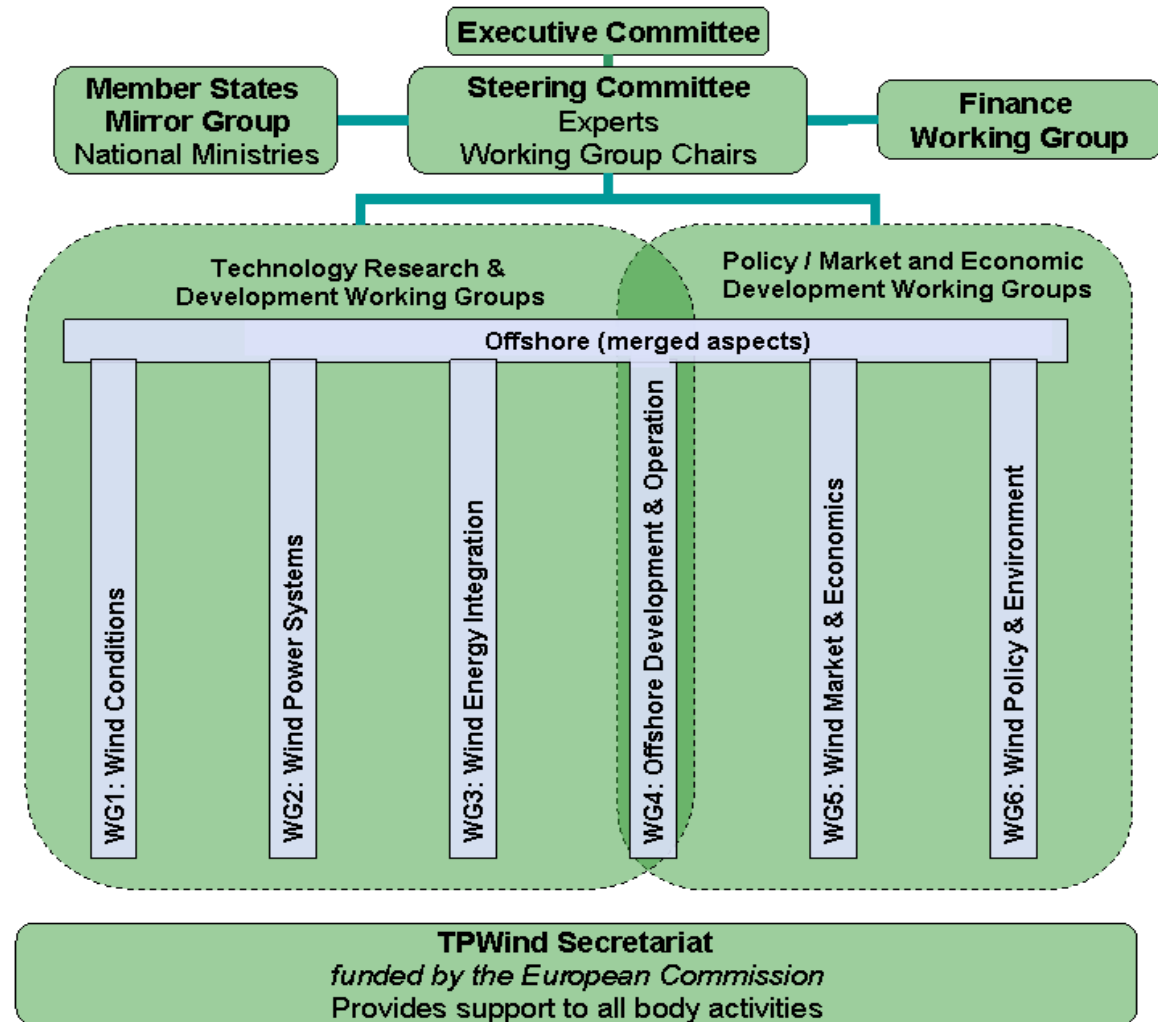 Executive Committee
Member States
Mirror Group
National Ministries
Steering Committee
Experts
Working Group Chairs
Finance
Working Group
Technology Research &
Development Working Groups
Policy / Market and Economic
Development Working Groups
Offshore (merged aspects)
WG1: Wind Conditions
WG2: Wind Power Systems
WG3: Wind Energy Integration
WG4: Offshore Development & Operation
WG5: Wind Market & Economics
WG6: Wind Policy & Environment
TPWind Secretariat
funded by the European Commission
Provides support to all body activities